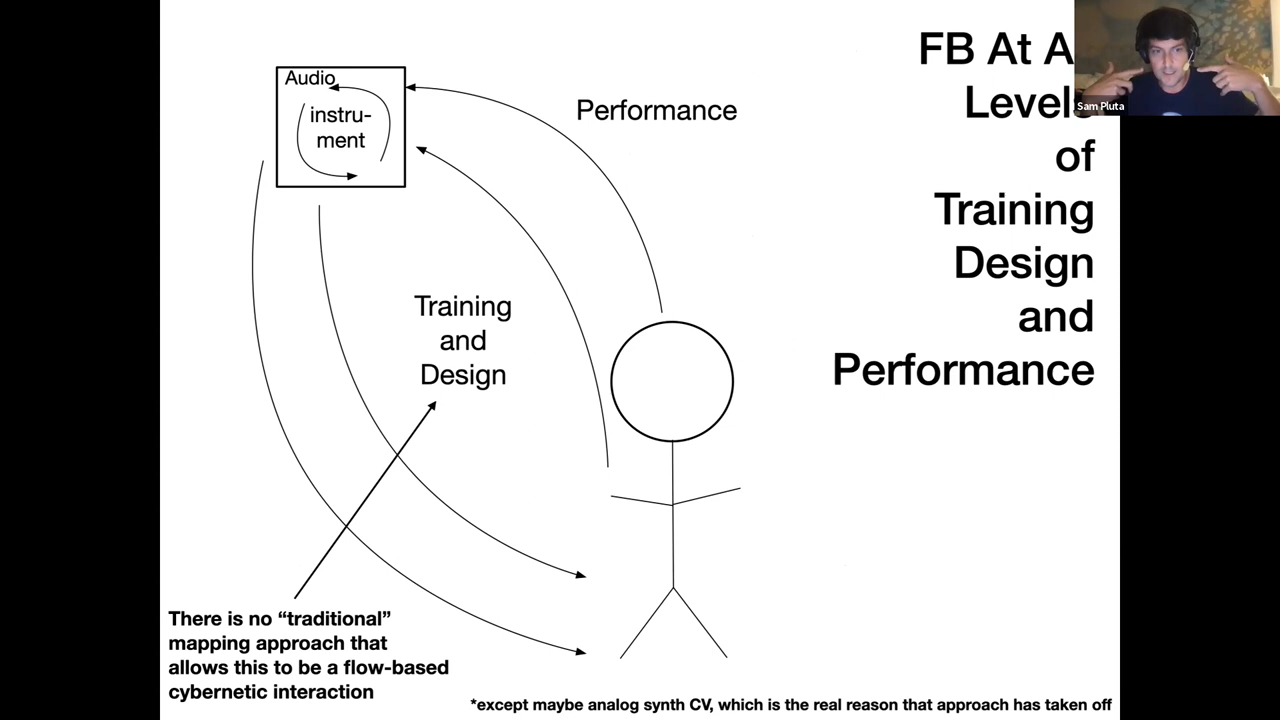 FB At A
Level
of
Training
Design
and
Performance
Sam Pluta
Audio
instru-
ment
Performance
Training
and
Design
There is no “traditional”
mapping approach that
allows this to be a flow-based
cybernetic interaction
*except maybe analog synth CV, which is the real reason that approach has taken off